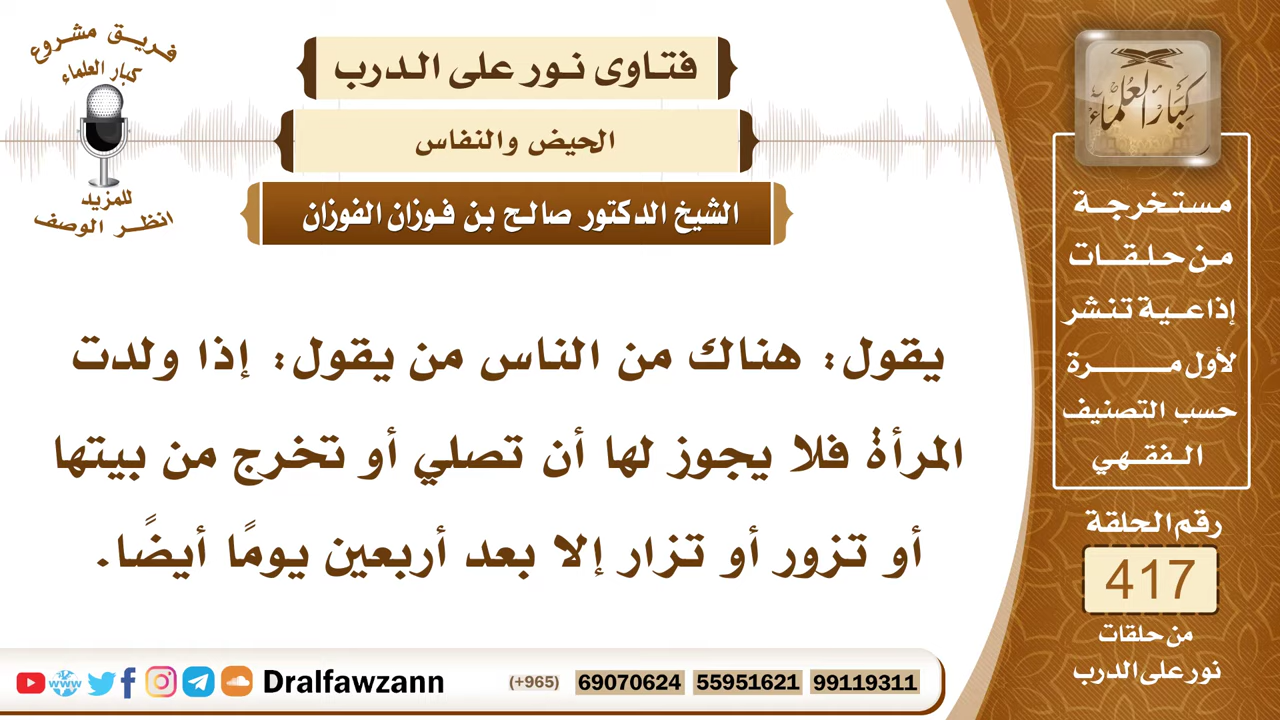 فريق مشروع
كبار العلماء
للمزيد
انظر الوصف
فتاوى نور على الدرب
الحيض والنفاس
الشيخ الدكتور صالح بن فوزان الفوزان
يقول: هناك من الناس من يقول: إذا ولدت
المرأة فلا يجوز لها أن تصلي أو تخرج من بيتها
أو تزور أو تزار إلا بعد أربعين يومًا أيضًا.
كبار العلماء
مستخرجة
من حلقات
إذاعية تنشر
لأول مرة
حسب التصنيف
الفقهي
رقم الحلقة
417
من حلقات
نور على الدرب
www
Dralfawzann
(+965) 69070624 55951621 99119311